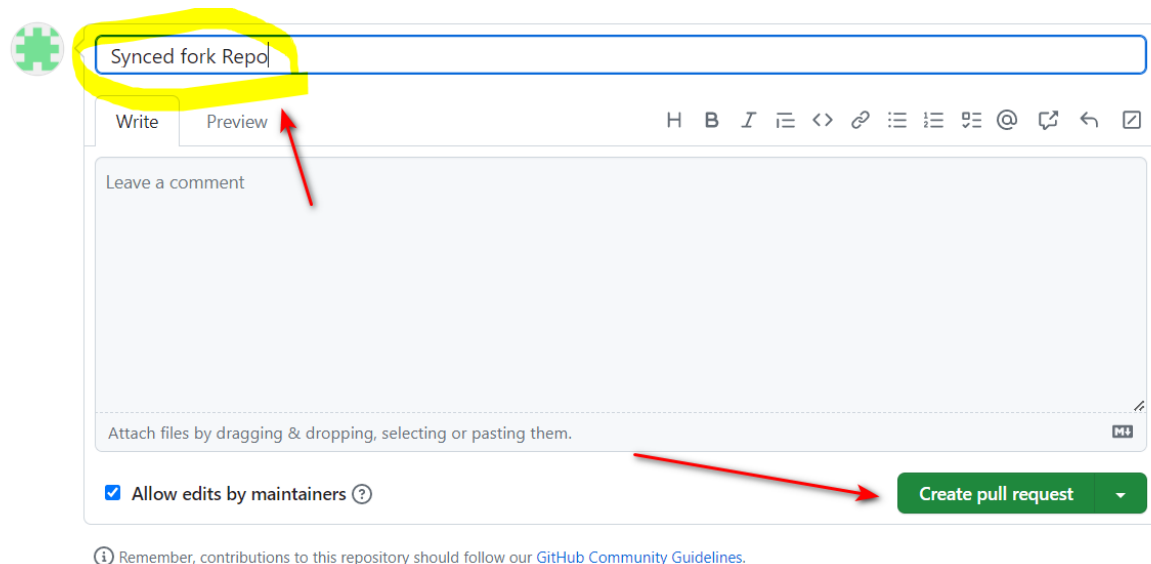 Synced fork Repo
Write Preview
Leave a comment
Attach files by dragging & dropping, selecting or pasting them.
Allow edits by maintainers
Create pull request
Remember, contributions to this repository should follow our GitHub Community Guidelines.